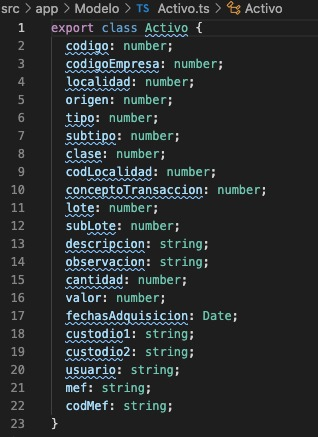 src > app > Modelo > TS Activo.ts > Activo
1 export class Activo {
2 codigo: number;
3 codigoEmpresa: number;
4 localidad: number;
5 origen: number;
6 tipo: number;
7 subtipo: number;
8 clase: number;
9 codLocalidad: number;
10 conceptoTransaccion: number;
11 lote: number;
12 subLote: number;
13 descripcion: string;
14 observacion: string;
15 cantidad: number;
16 valor: number;
17 fechasAdquisicion: Date;
18 custodio1: string;
19 custodio2: string;
20 usuario: string;
21 mef: string;
22 codMef: string;
23 }